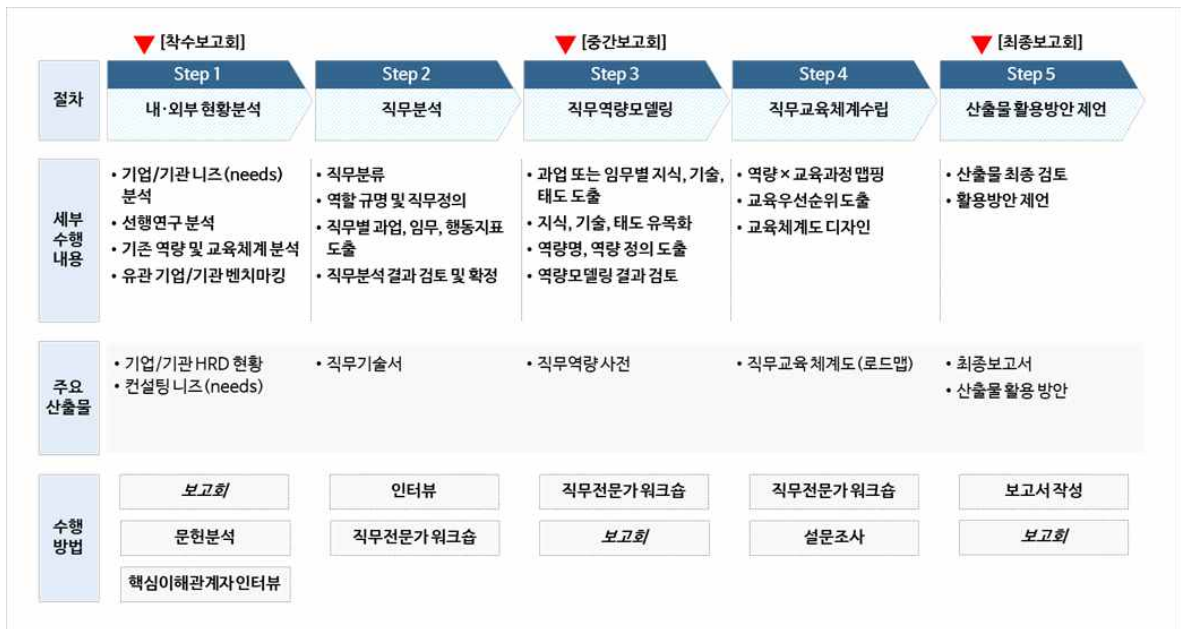 [착수보고회]
[중간보고회]
[최종보고회]
절차
Step 1
내·외부 현황분석
Step 2
직무분석
Step 3
직무역량모델링
Step 4
직무교육체계수립
Step 5
산출물 활용방안 제언
세부
수행
내용
• 기업/기관 니즈(needs)
분석
• 선행연구 분석
• 기존 역량 및 교육체계 분석
• 유관 기업/기관 벤치마킹
• 직무분류
• 역할 규명 및 직무정의
• 직무별 과업, 임무, 행동지표
도출
• 직무분석 결과 검토 및 확정
• 과업 또는 임무별 지식, 기술,
태도 도출
• 지식, 기술, 태도 유목화
• 역량명, 역량 정의 도출
• 역량모델링 결과 검토
• 역량 × 교육과정 맵핑
• 교육우선순위 도출
• 교육체계도 디자인
• 산출물 최종 검토
• 활용방안 제언
주요
산출물
• 기업/기관 HRD 현황
• 컨설팅 니즈(needs)
• 직무기술서
• 직무역량 사전
• 직무교육 체계도(로드맵)
• 최종보고서
• 산출물 활용 방안
수행
방법
보고회
문헌분석
핵심이해관계자 인터뷰
인터뷰
직무전문가 워크숍
직무전문가 워크숍
보고회
직무전문가 워크숍
설문조사
보고서 작성
보고회